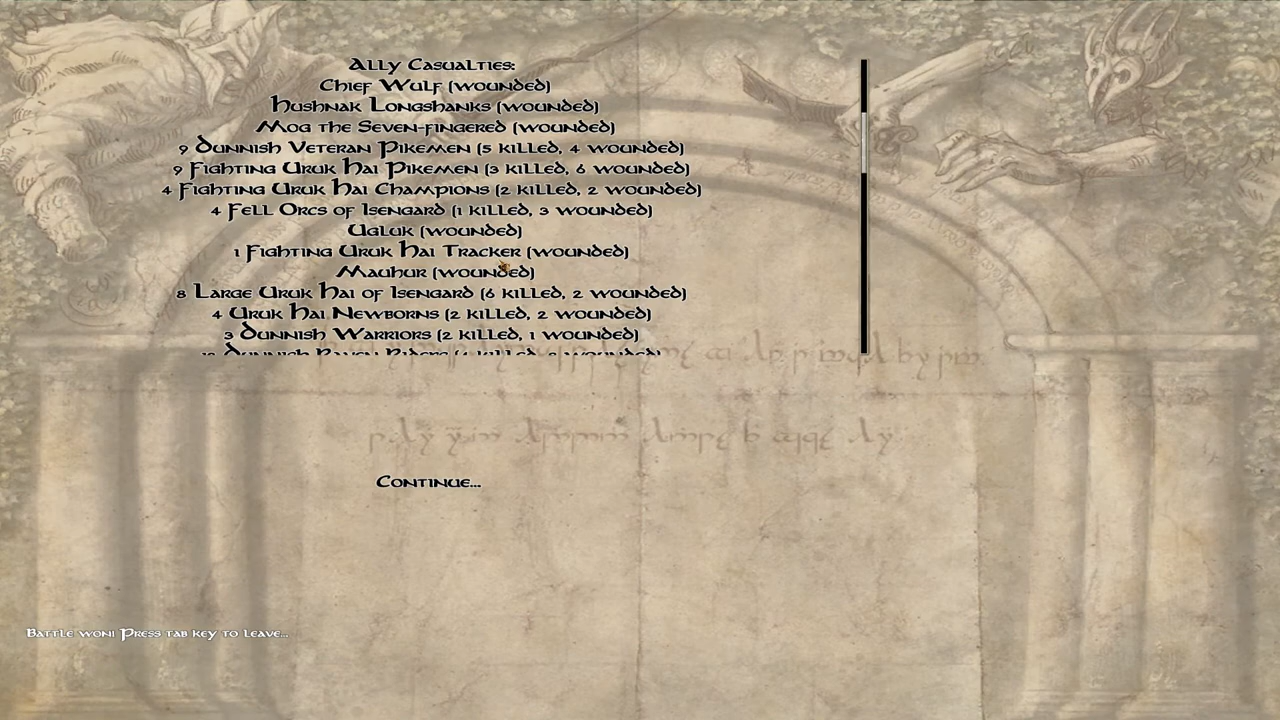 Ally Casualties:
Chief Wulf (wounded)
Hushnak Longshanks (wounded)
Mog the Seven-fingered (wounded)
9 Dunnish Veteran Pikemen (5 killed, 4 wounded)
9 Fighting Uruk Hai Pikemen (3 killed, 6 wounded)
4 Fighting Uruk Hai Champions (2 killed, 2 wounded)
4 Fell Orcs of Isengard (1 killed, 3 wounded)
Ugluk (wounded)
1 Fighting Uruk Hai Tracker (wounded)
Mauhur (wounded)
8 Large Uruk Hai of Isengard (6 killed, 2 wounded)
4 Uruk Hai Newborns (2 killed, 2 wounded)
3 Dunnish Warriors (2 killed, 1 wounded)
Dunnish Raven Riders
Continue...
Battle won! Press tab key to leave...